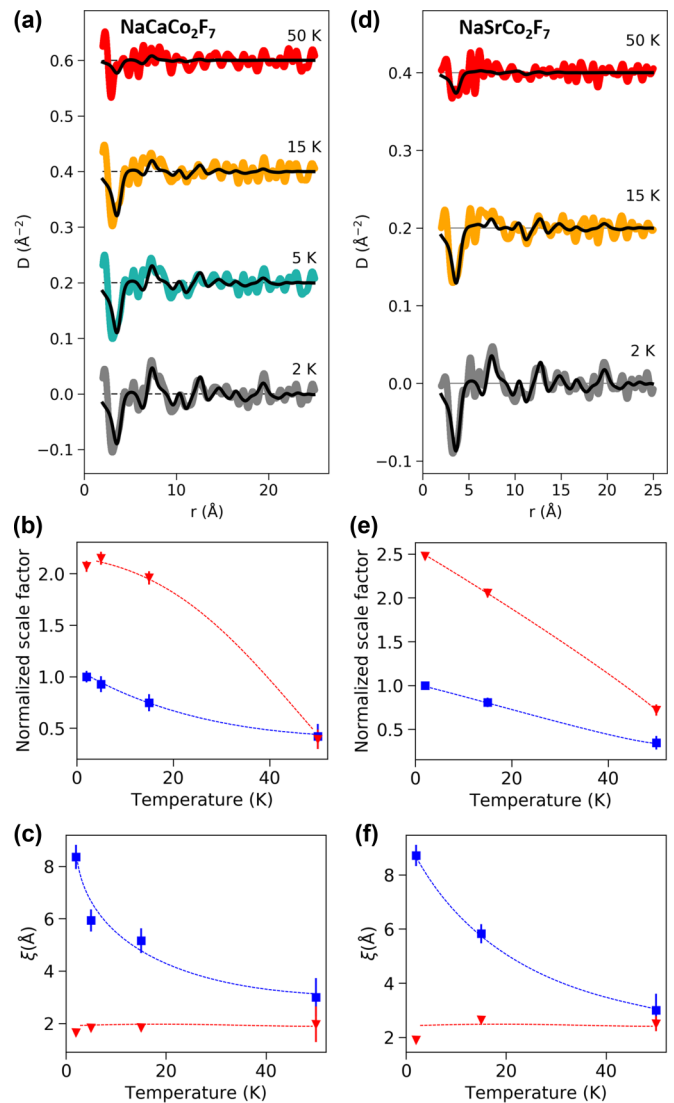 (a)
NaCaCo₂F₇
50 K
15 K
5 K
2 K
0.6
0.5
0.4
0.3
0.2
0.1
0.0
−0.1
D (Å⁻²)
0
10
20
r (Å)
(d)
NaSrCo₂F₇
50 K
15 K
2 K
0.4
0.3
0.2
0.1
0.0
−0.1
D (Å⁻²)
0
5
10
15
20
25
r (Å)
(b)
Normalized scale factor
2.0
1.5
1.0
0.5
0
20
40
Temperature (K)
(e)
Normalized scale factor
2.5
2.0
1.5
1.0
0.5
0
20
40
Temperature (K)
(c)
ξ(Å)
8
6
4
2
0
20
40
Temperature (K)
(f)
ξ(Å)
8
6
4
2
0
20
40
Temperature (K)